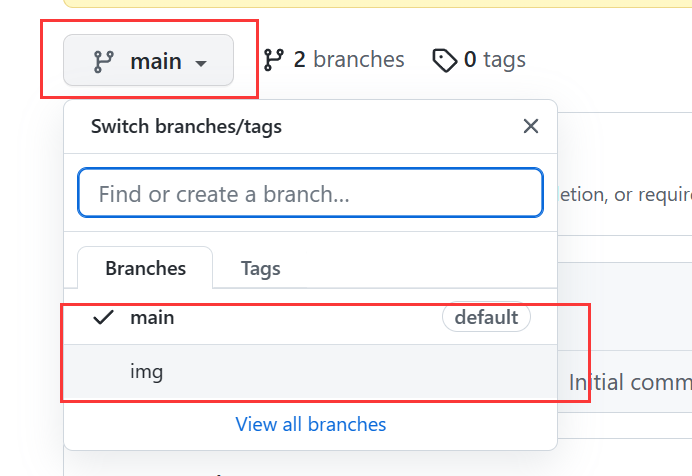 main 2 branches 0 tags
Switch branches/tags
Find or create a branch...
etion, or require
Branches Tags
main default
img
Initial comm
View all branches